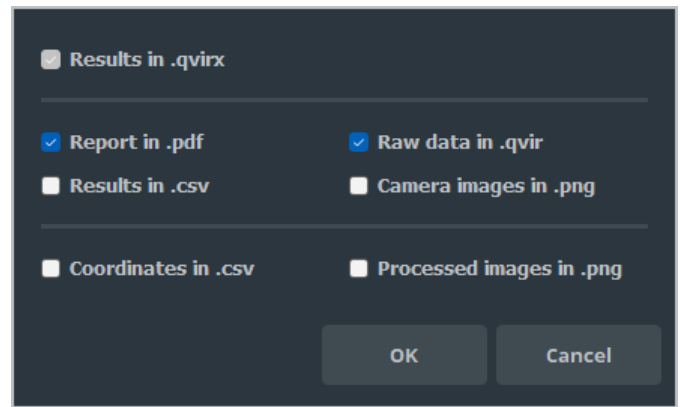 Results in .qvirx
Report in .pdf
Raw data in .qvir
Results in .csv
Camera images in .png
Coordinates in .csv
Processed images in .png
OK
Cancel